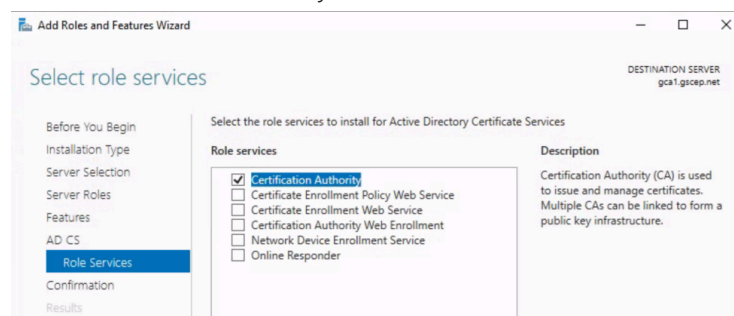 Add Roles and Features Wizard
Select role services
DESTINATION SERVER
gca1.gscep.net
Before You Begin
Installation Type
Server Selection
Server Roles
Features
AD CS
Role Services
Confirmation
Results
Select the role services to install for Active Directory Certificate Services
Role services
Certification Authority
Certificate Enrollment Policy Web Service
Certificate Enrollment Web Service
Certification Authority Web Enrollment
Network Device Enrollment Service
Online Responder
Description
Certification Authority (CA) is used
to issue and manage certificates.
Multiple CAs can be linked to form a
public key infrastructure.